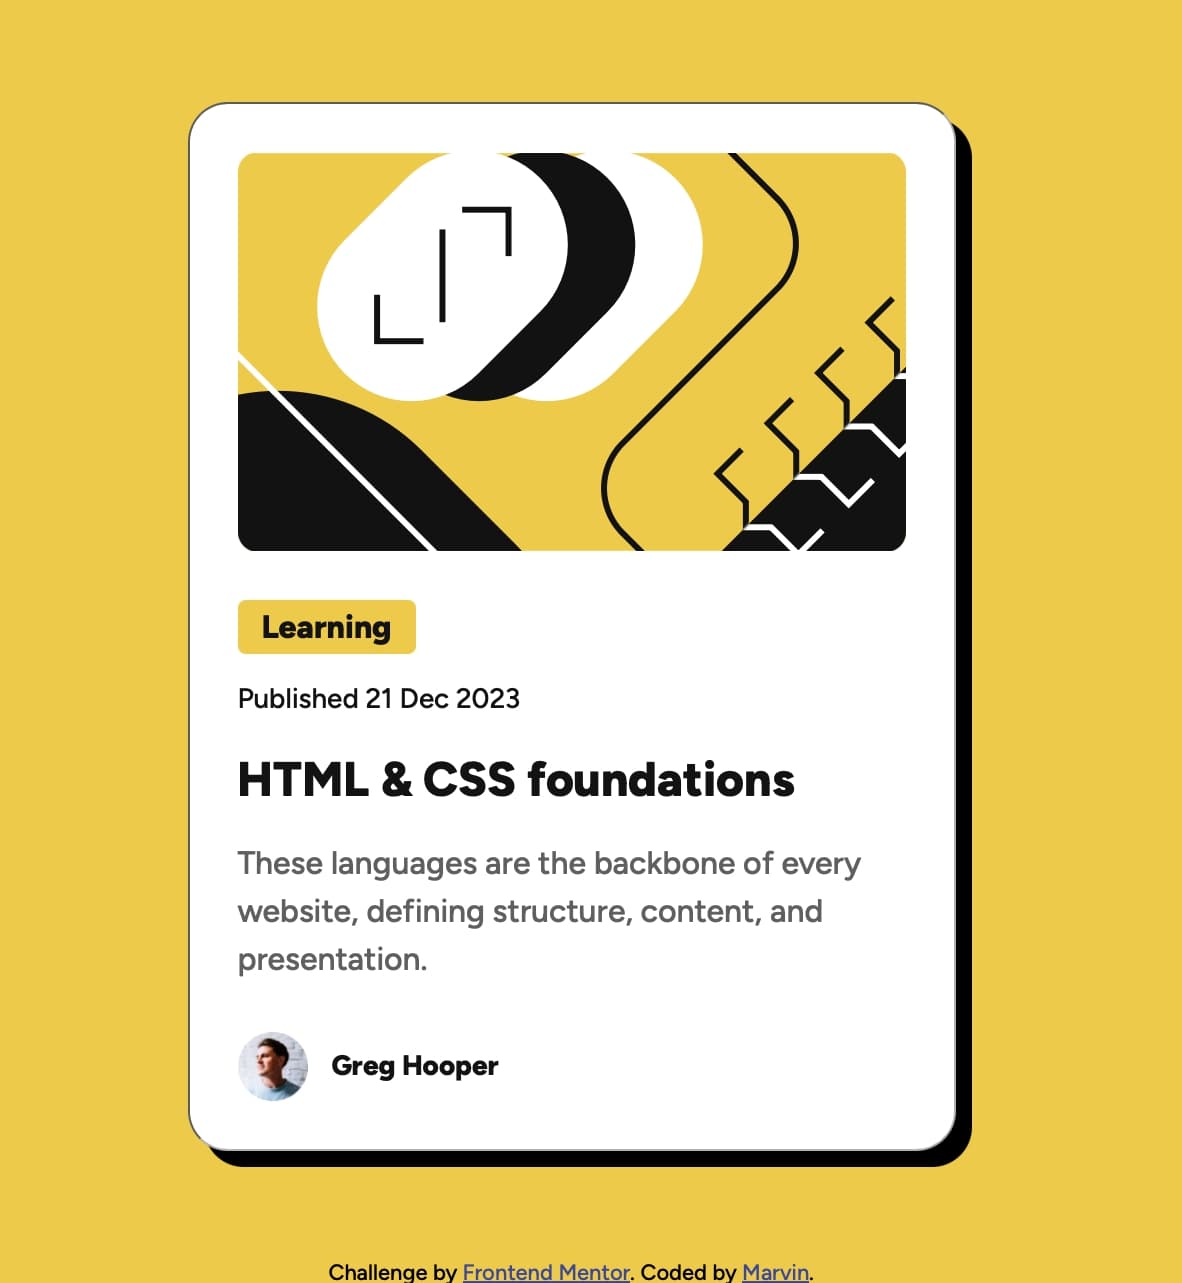 Learning
Published 21 Dec 2023
HTML & CSS foundations
These languages are the backbone of every
website, defining structure, content, and
presentation.
Greg Hooper
Challenge by Frontend Mentor. Coded by Marvin.